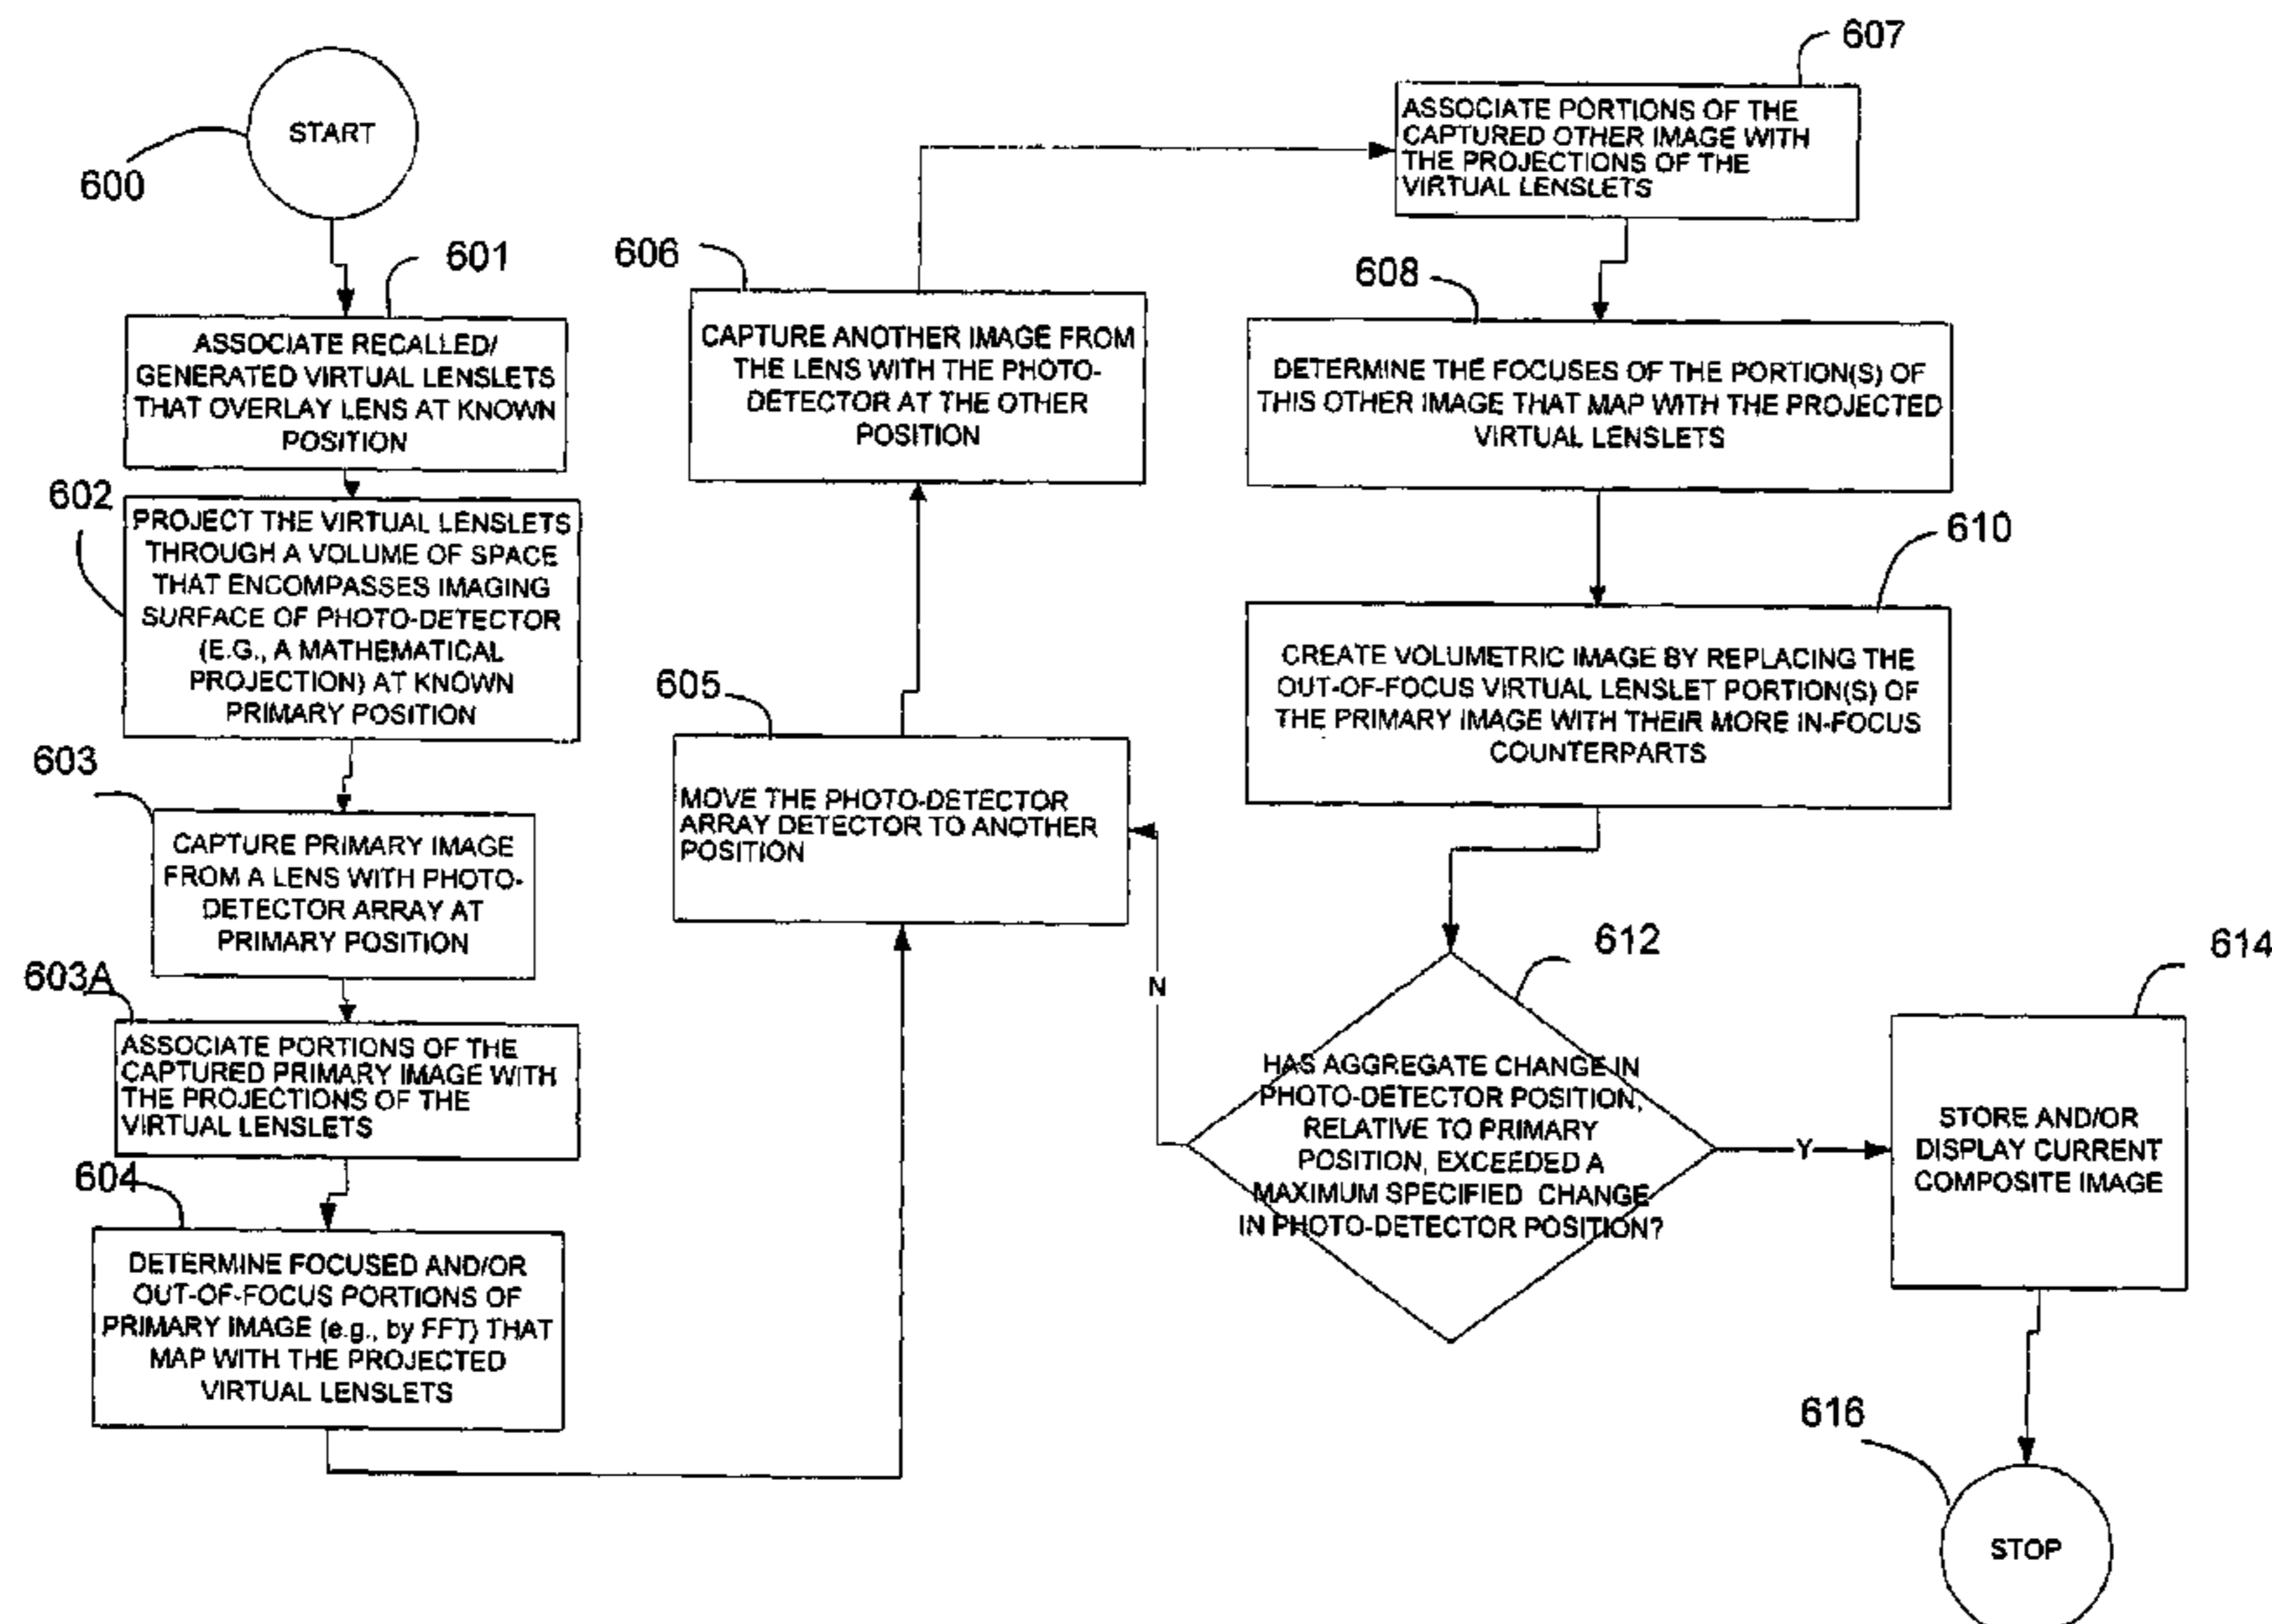 600
START
601
ASSOCIATE RECALLED/
GENERATED VIRTUAL LENSLETS
THAT OVERLAY LENS AT KNOWN
POSITION
602
PROJECT THE VIRTUAL LENSLETS
THROUGH A VOLUME OF SPACE
THAT ENCOMPASSES IMAGING
SURFACE OF PHOTO-DETECTOR
(E.G., A MATHEMATICAL
PROJECTION) AT KNOWN
PRIMARY POSITION
603
CAPTURE PRIMARY IMAGE
FROM A LENS WITH PHOTO-
DETECTOR ARRAY AT
PRIMARY POSITION
603A
ASSOCIATE PORTIONS OF THE
CAPTURED PRIMARY IMAGE WITH
THE PROJECTIONS OF THE
VIRTUAL LENSLETS
604
DETERMINE FOCUSED AND/OR
OUT-OF-FOCUS PORTIONS OF
PRIMARY IMAGE (e.g., by FFT) THAT
MAP WITH THE PROJECTED
VIRTUAL LENSLETS
605
MOVE THE PHOTO-DETECTOR
ARRAY DETECTOR TO ANOTHER
POSITION
606
CAPTURE ANOTHER IMAGE FROM
THE LENS WITH THE PHOTO-
DETECTOR AT THE OTHER
POSITION
607
ASSOCIATE PORTIONS OF THE
CAPTURED OTHER IMAGE WITH
THE PROJECTIONS OF THE
VIRTUAL LENSLETS
608
DETERMINE THE FOCUSES OF THE PORTION(S) OF
THIS OTHER IMAGE THAT MAP WITH THE PROJECTED
VIRTUAL LENSLETS
610
CREATE VOLUMETRIC IMAGE BY REPLACING THE
OUT-OF-FOCUS VIRTUAL LENSLET PORTION(S) OF
THE PRIMARY IMAGE WITH THEIR MORE IN-FOCUS
COUNTERPARTS
612
HAS AGGREGATE CHANGE IN
PHOTO-DETECTOR POSITION,
RELATIVE TO PRIMARY
POSITION, EXCEEDED A
MAXIMUM SPECIFIED CHANGE
IN PHOTO-DETECTOR POSITION?
N
Y
614
STORE AND/OR
DISPLAY CURRENT
COMPOSITE IMAGE
616
STOP